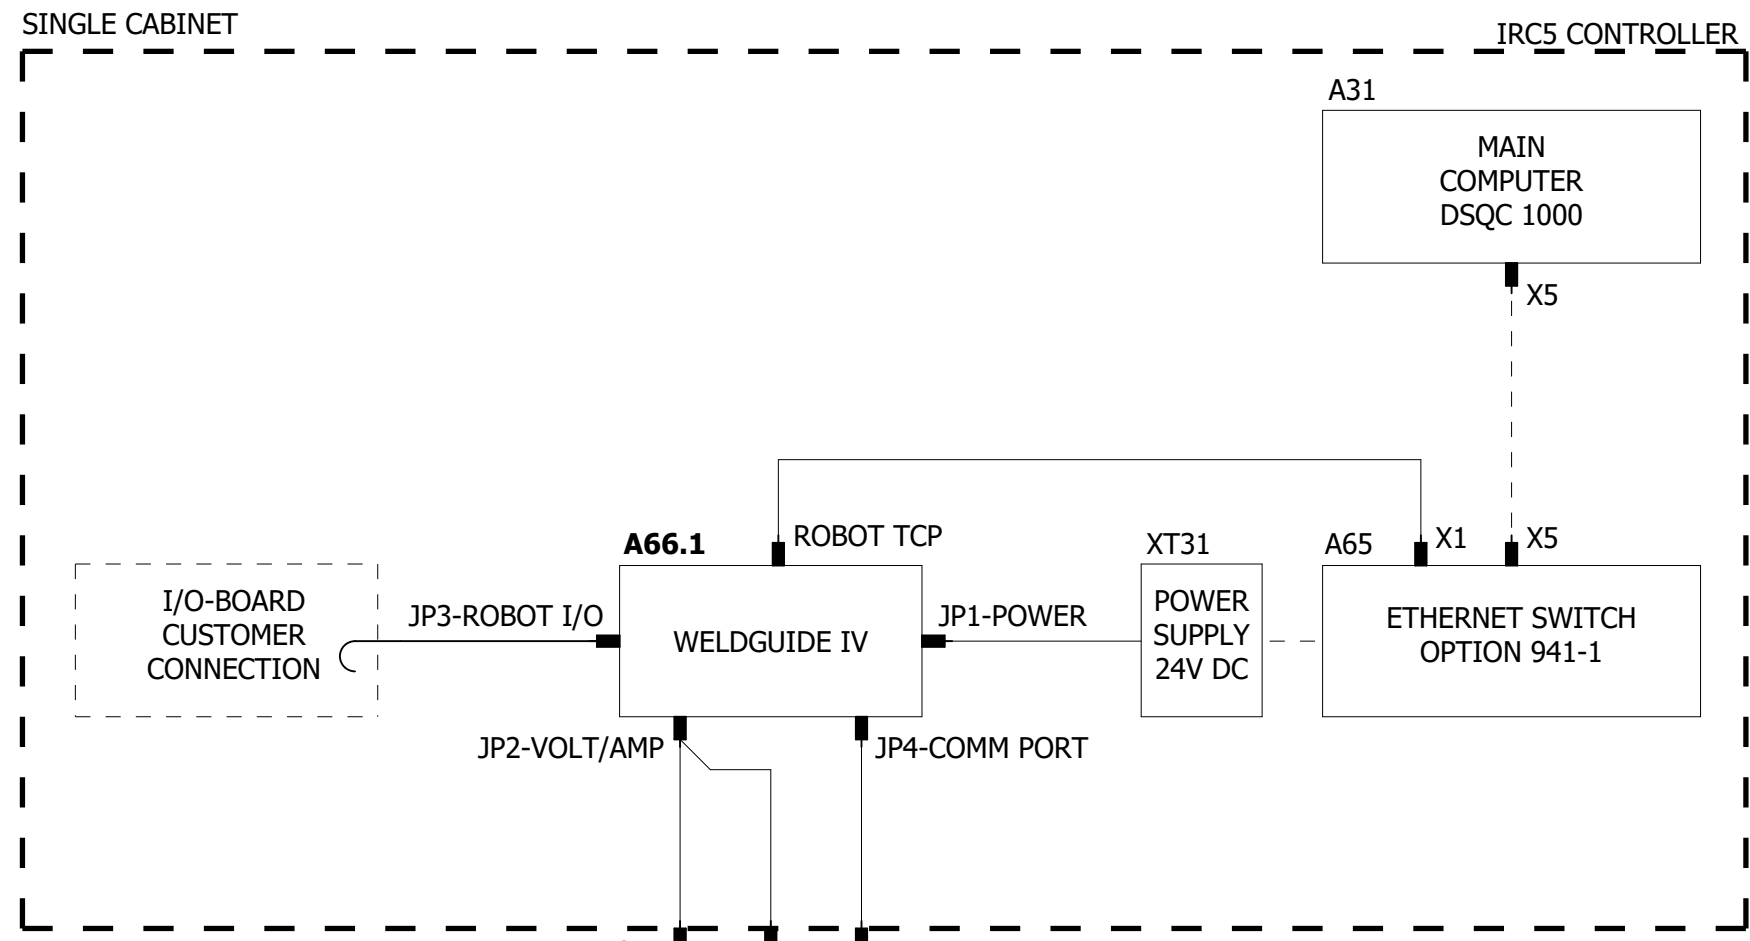 SINGLE CABINET
IRC5 CONTROLLER
A31
MAIN
COMPUTER
DSQC 1000
X5
A66.1
ROBOT TCP
XT31
A65
X1
X5
I/O-BOARD
CUSTOMER
CONNECTION
JP3-ROBOT I/O
WELDGUIDE IV
JP1-POWER
POWER
SUPPLY
24V DC
ETHERNET SWITCH
OPTION 941-1
JP2-VOLT/AMP
JP4-COMM PORT